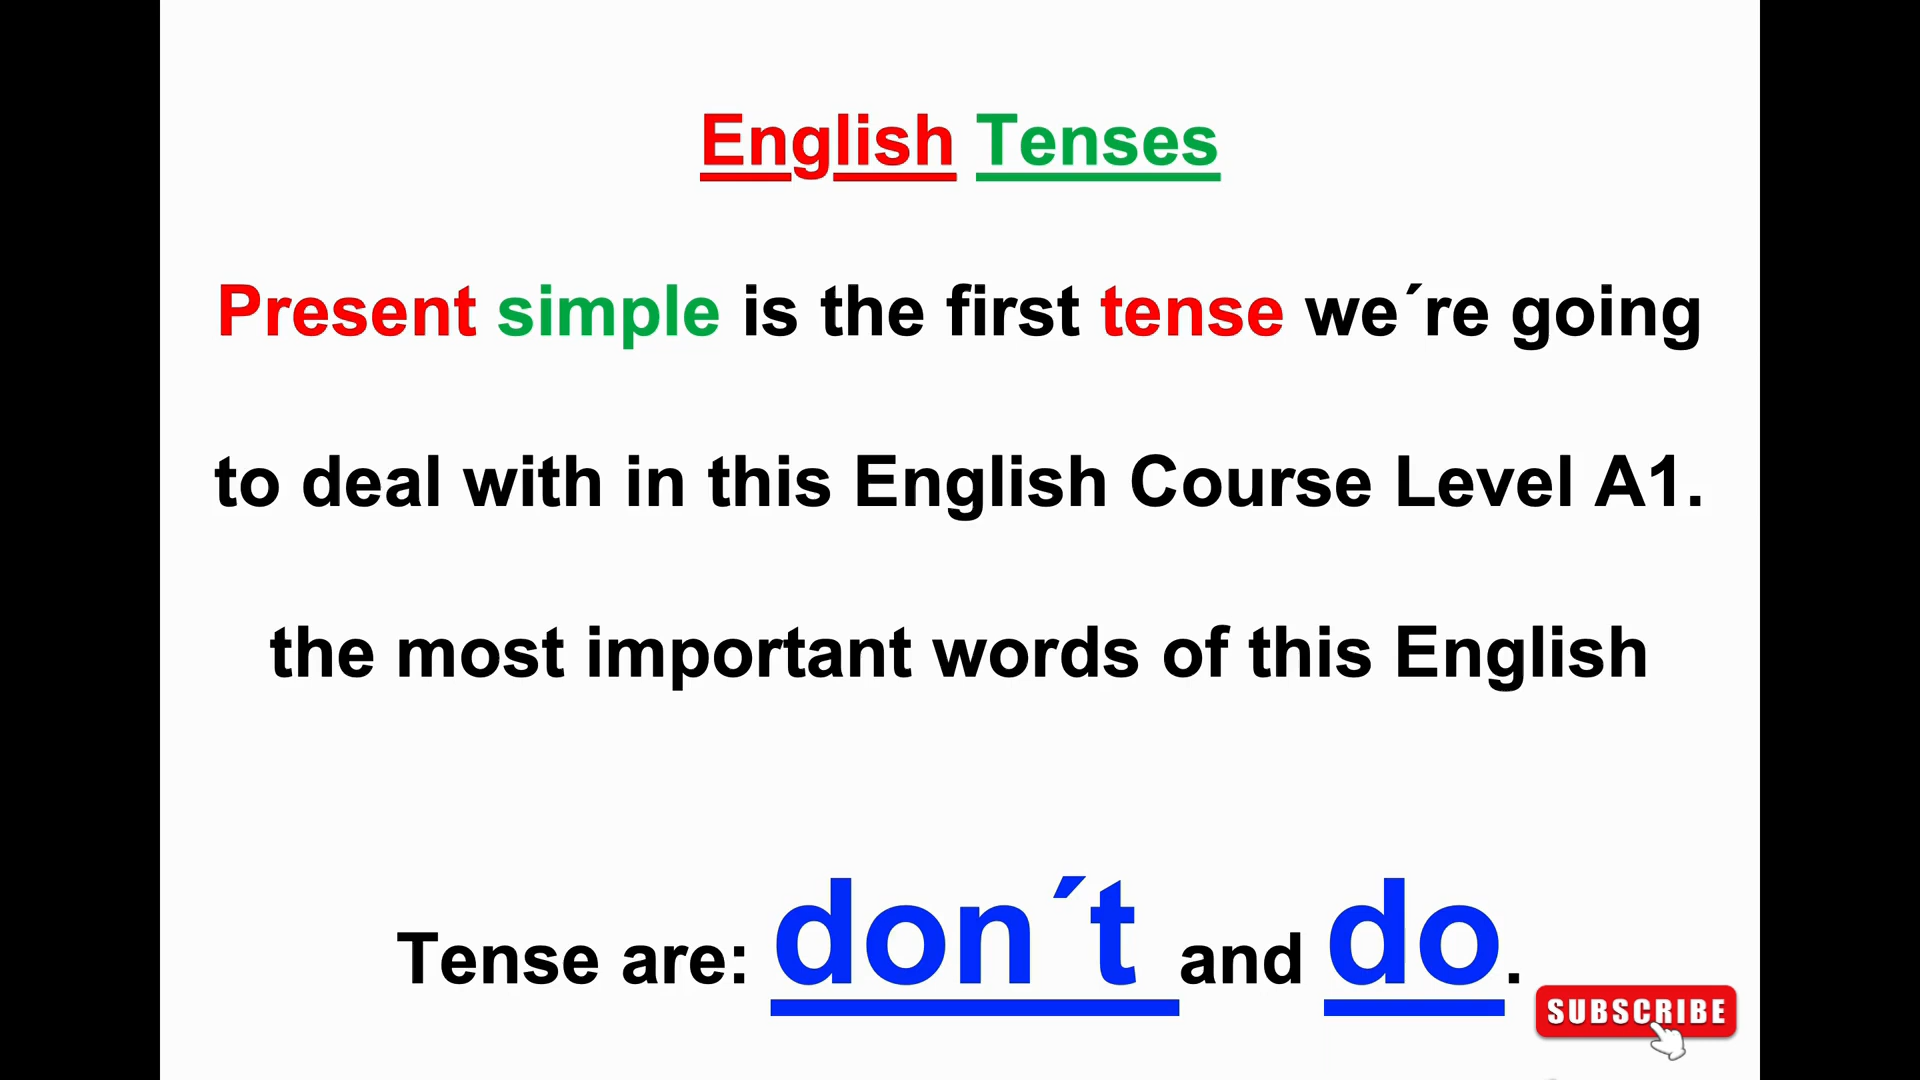 English Tenses
Present simple is the first tense we´re going
to deal with in this English Course Level A1.
the most important words of this English
Tense are: don´t and do.
SUBSCRIBE